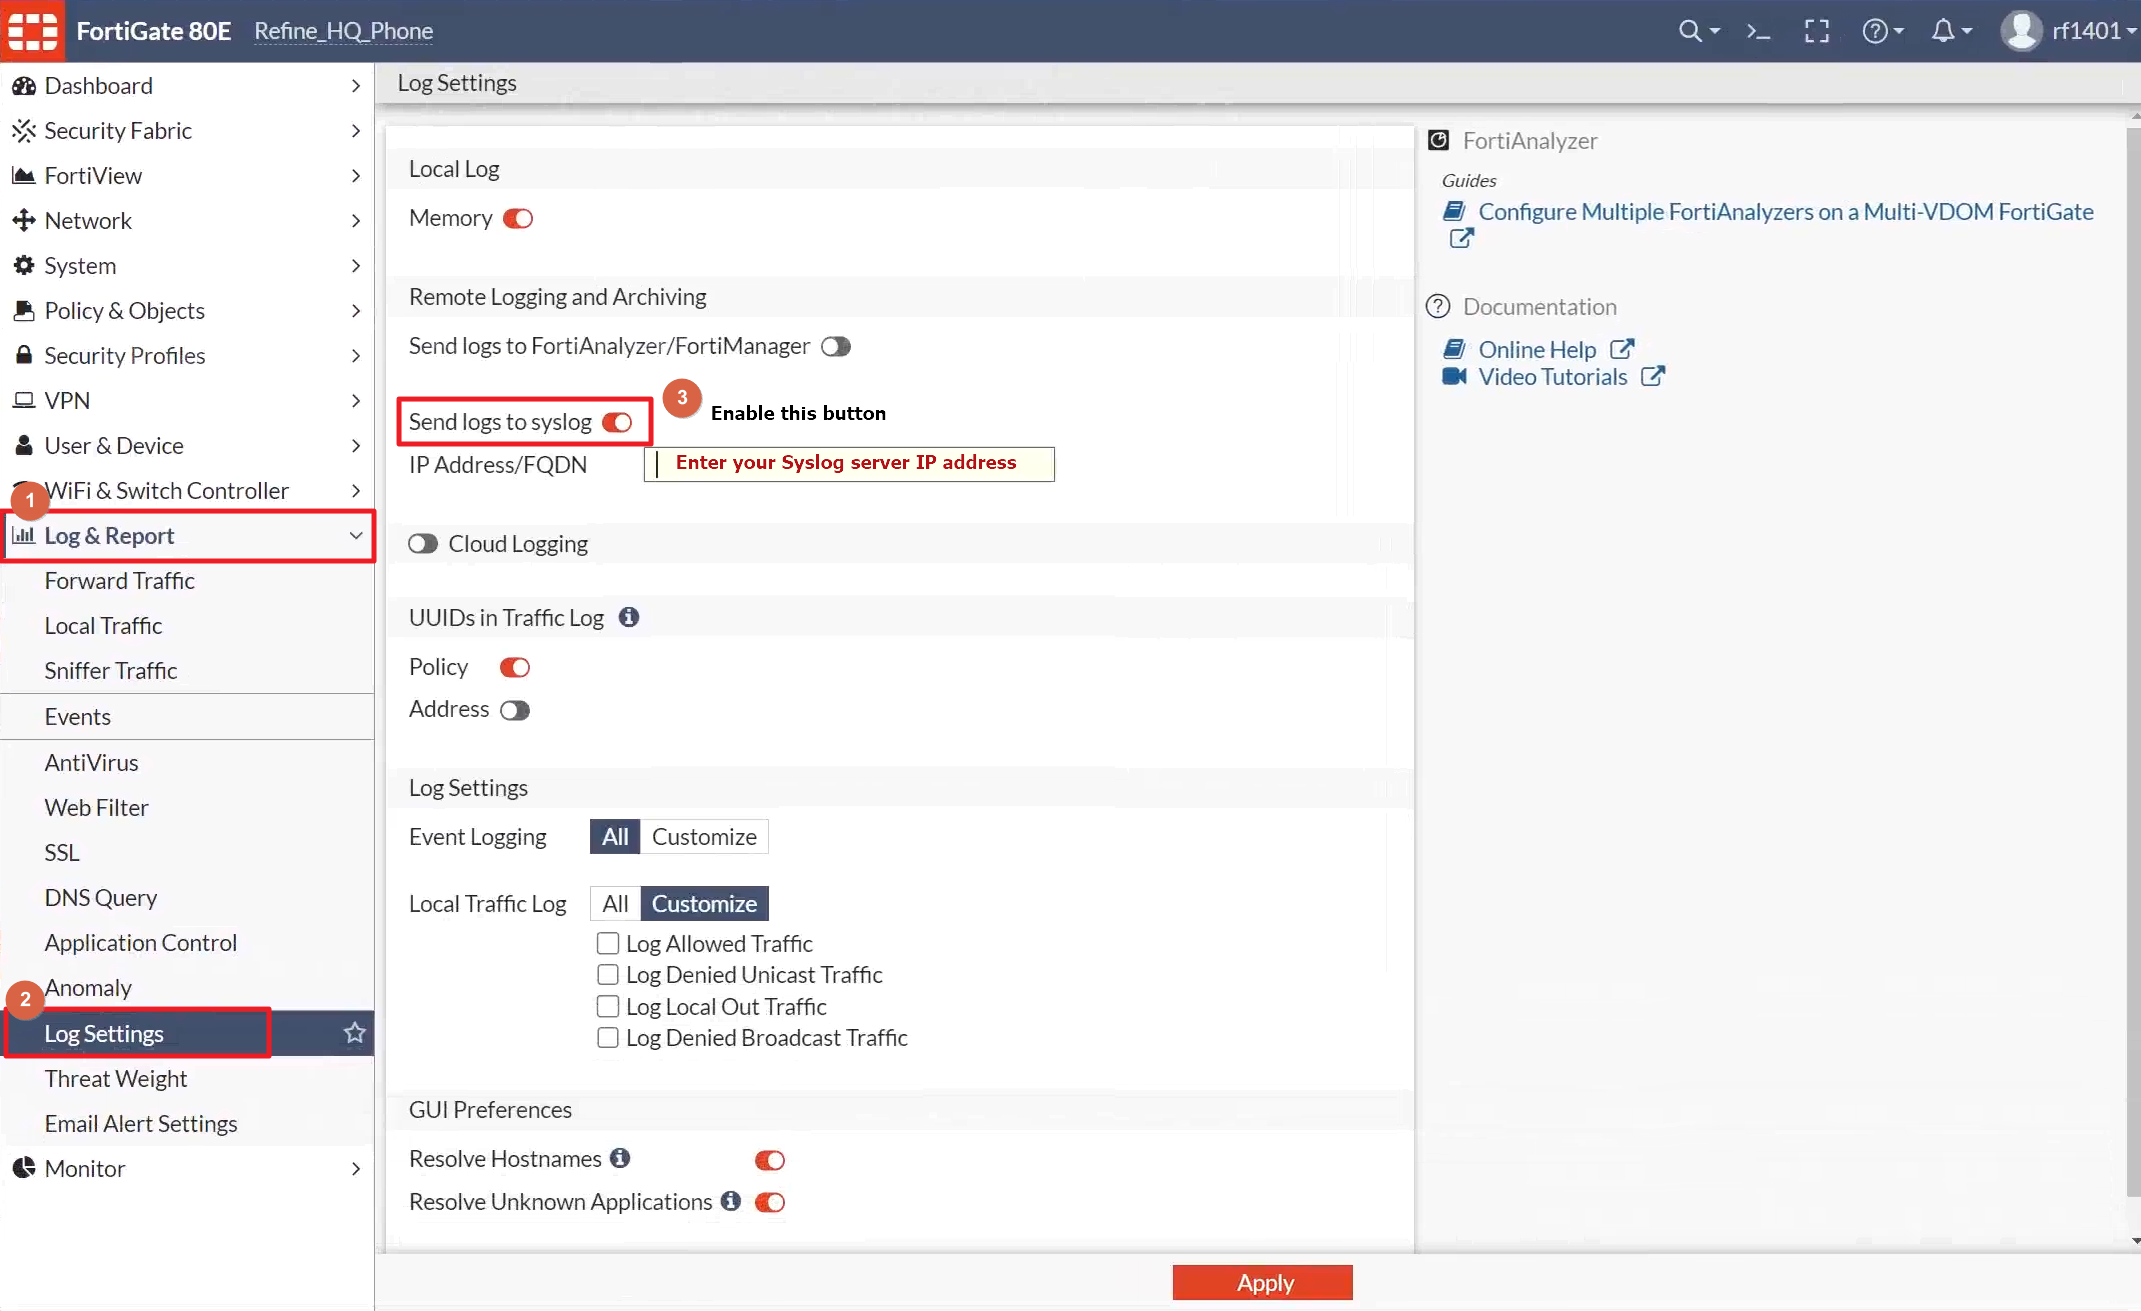 FortiGate 80E Refine_HQ_Phone
rf1401
Dashboard
Security Fabric
FortiView
Network
System
Policy & Objects
Security Profiles
VPN
User & Device
WiFi & Switch Controller
1
Log & Report
Forward Traffic
Local Traffic
Sniffer Traffic
Events
AntiVirus
Web Filter
SSL
DNS Query
Application Control
Anomaly
2
Log Settings
Threat Weight
Email Alert Settings
Monitor
Log Settings
Local Log
Memory
Remote Logging and Archiving
Send logs to FortiAnalyzer/FortiManager
Send logs to syslog
3
Enable this button
IP Address/FQDN
Enter your Syslog server IP address
Cloud Logging
UUIDs in Traffic Log
Policy
Address
Log Settings
Event Logging All Customize
Local Traffic Log All Customize
Log Allowed Traffic
Log Denied Unicast Traffic
Log Local Out Traffic
Log Denied Broadcast Traffic
GUI Preferences
Resolve Hostnames
Resolve Unknown Applications
Apply
FortiAnalyzer
Guides
Configure Multiple FortiAnalyzers on a Multi-VDOM FortiGate
Documentation
Online Help
Video Tutorials